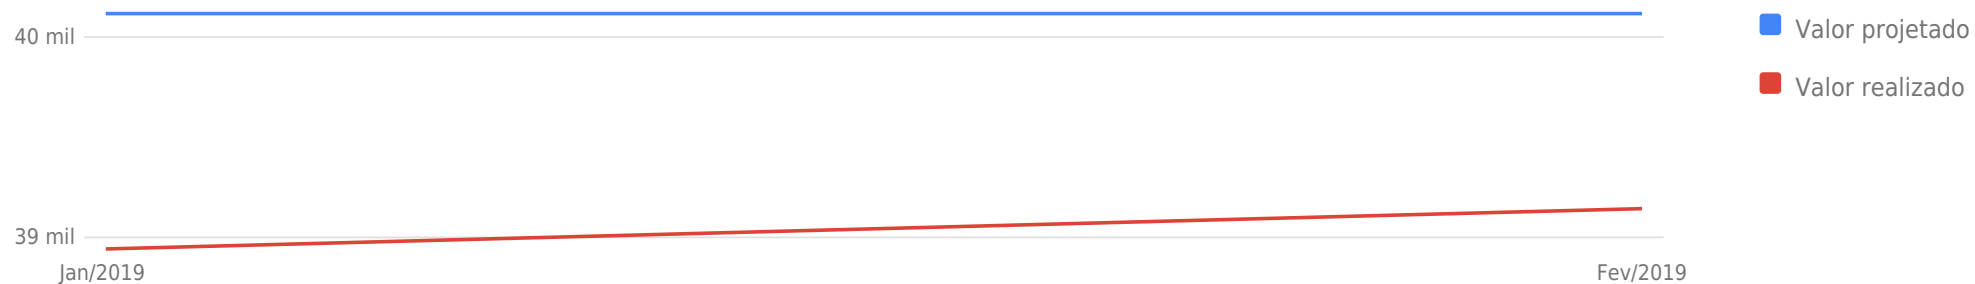 40 mil
39 mil
Jan/2019
Fev/2019
Valor projetado
Valor realizado